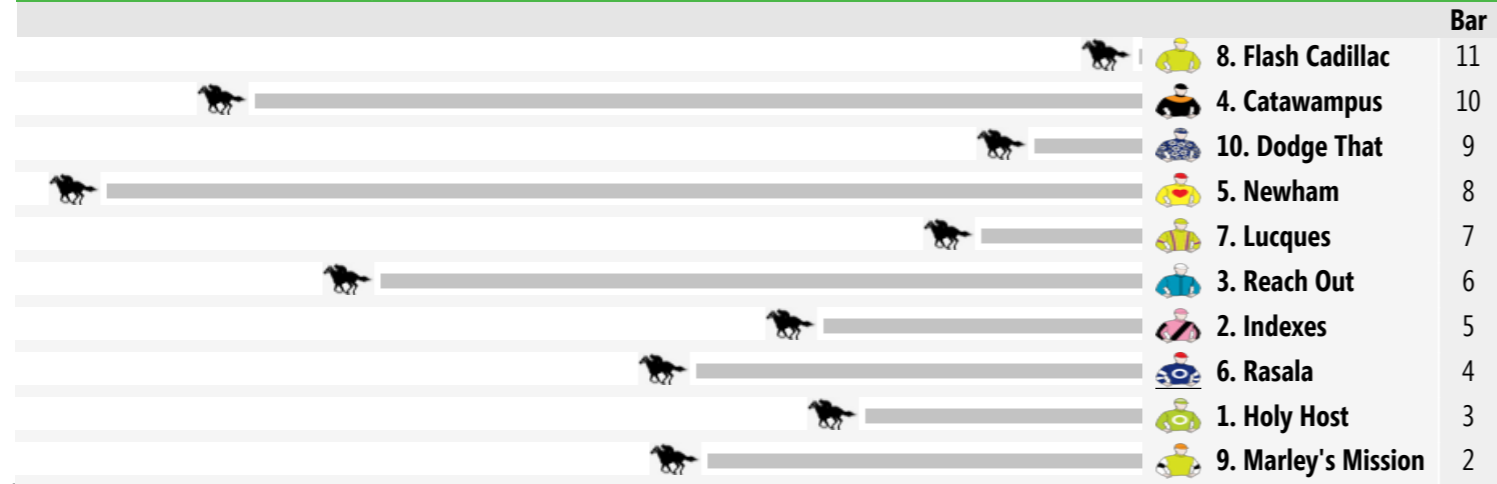 Bar
8. Flash Cadillac 11
4. Catawampus 10
10. Dodge That 9
5. Newham 8
7. Lucques 7
3. Reach Out 6
2. Indexes 5
6. Rasala 4
1. Holy Host 3
9. Marley's Mission 2